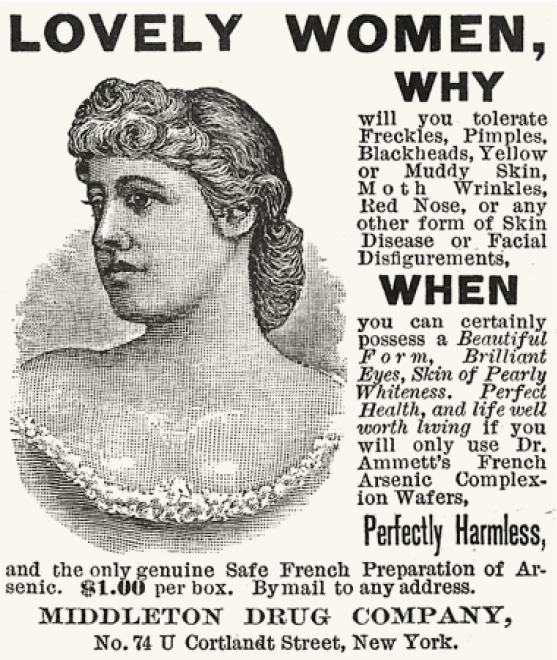 LOVELY WOMEN,
WHY
will you tolerate
Freckles, Pimples,
Blackheads, Yellow
or Muddy Skin,
Moth Wrinkles,
Red Nose, or any
other form of Skin
Disease or Facial
Disfigurements,
WHEN
you can certainly
possess a Beautiful
Form, Brilliant
Eyes, Skin of Pearly
Whiteness. Perfect
Health, and life well
worth living if you
will only use Dr.
Ammett's French
Arsenic Complex-
ion Wafers,
Perfectly Harmless,
and the only genuine Safe French Preparation of Ar-
senic. $1.00 per box. By mail to any address.
MIDDLETON DRUG COMPANY,
No. 74 U Cortlandt Street, New York.